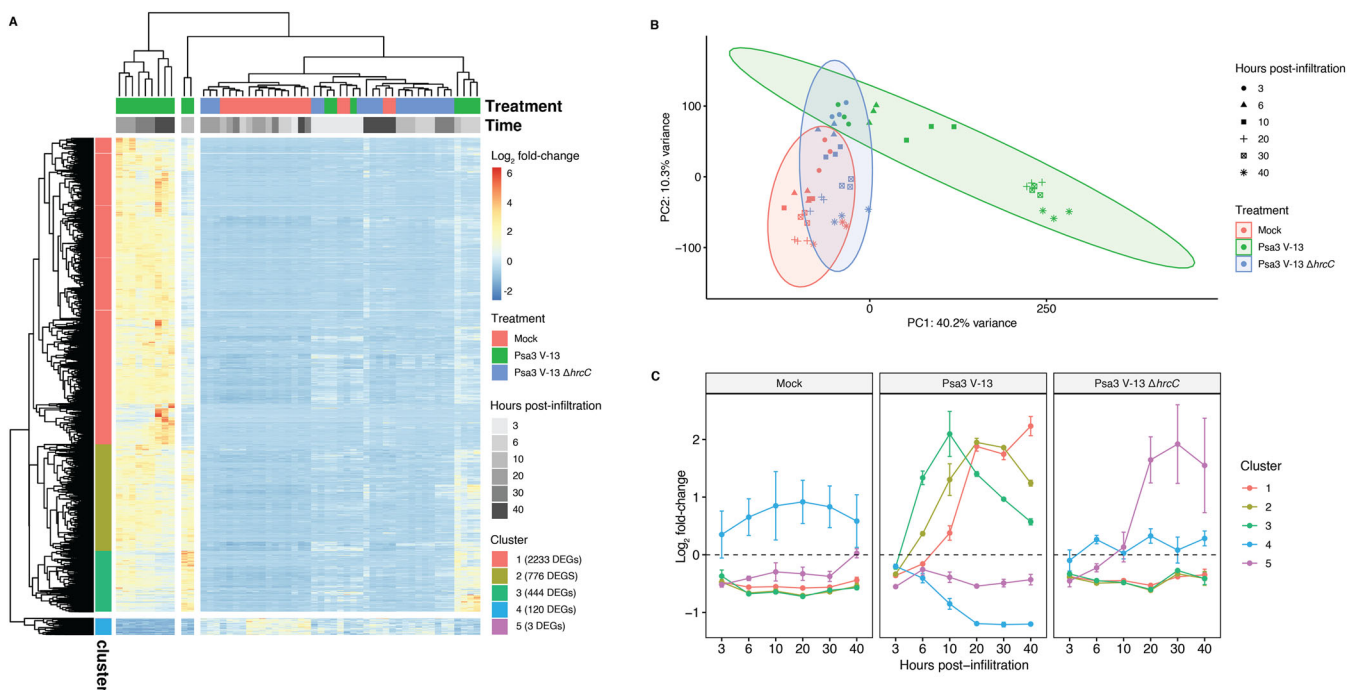 A
Treatment
Time
Log2 fold-change
6
4
2
0
-2
Treatment
Mock
Psa3 V-13
Psa3 V-13 ΔhrcC
Hours post-infiltration
3
6
10
20
30
40
Cluster
1 (2233 DEGs)
2 (776 DEGS)
3 (444 DEGs)
4 (120 DEGs)
5 (3 DEGs)
cluster
B
PC2: 10.3% variance
100
0
−100
0 250
PC1: 40.2% variance
Hours post-infiltration
3
6
10
20
30
40
Treatment
Mock
Psa3 V-13
Psa3 V-13 ΔhrcC
C
Mock Psa3 V-13 Psa3 V-13 ΔhrcC
Log2 fold-change
2
1
0
−1
3 6 10 20 30 40 3 6 10 20 30 40 3 6 10 20 30 40
Hours post−infilitration
Cluster
1
2
3
4
5